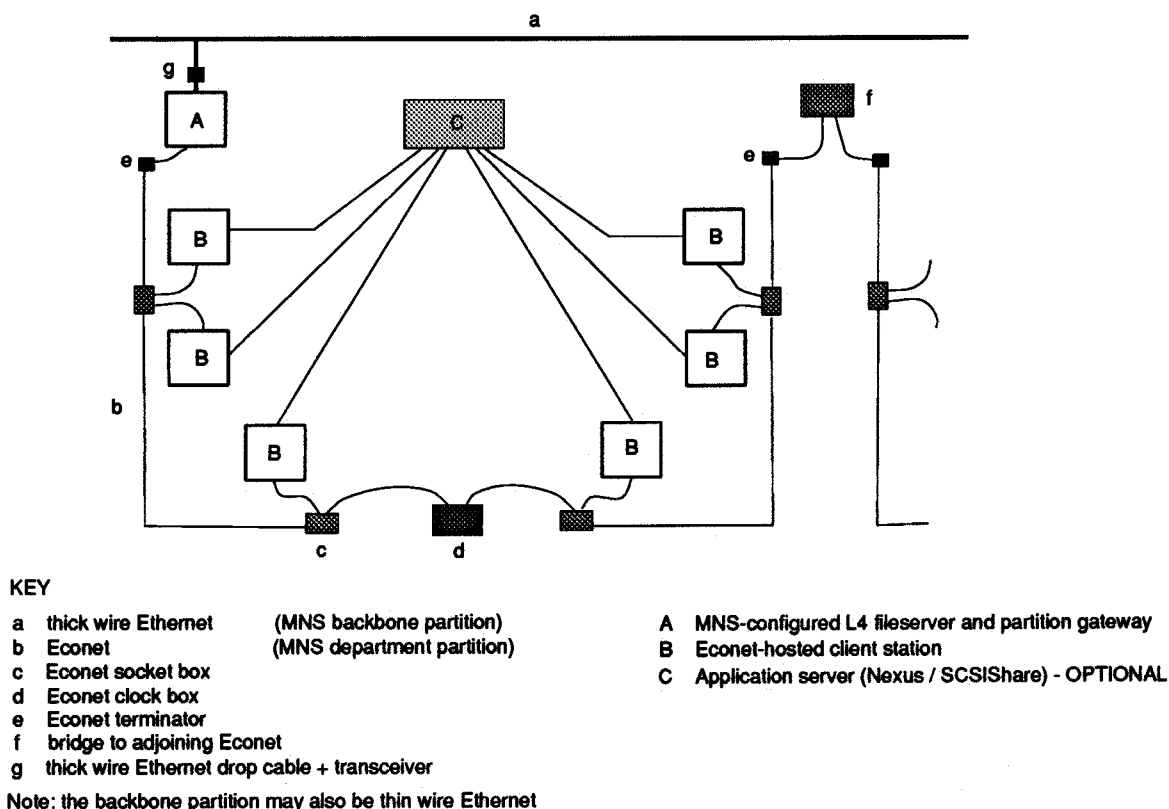 a
g
A
C
f
e
e
B
B
B
B
b
B
B
c
d
KEY
a thick wire Ethernet (MNS backbone partition)
b Econet (MNS department partition)
c Econet socket box
d Econet clock box
e Econet terminator
f bridge to adjoining Econet
g thick wire Ethernet drop cable + transceiver
A MNS-configured L4 fileserver and partition gateway
B Econet-hosted client station
C Application server (Nexus / SCSIShare) - OPTIONAL
Note: the backbone partition may also be thin wire Ethernet